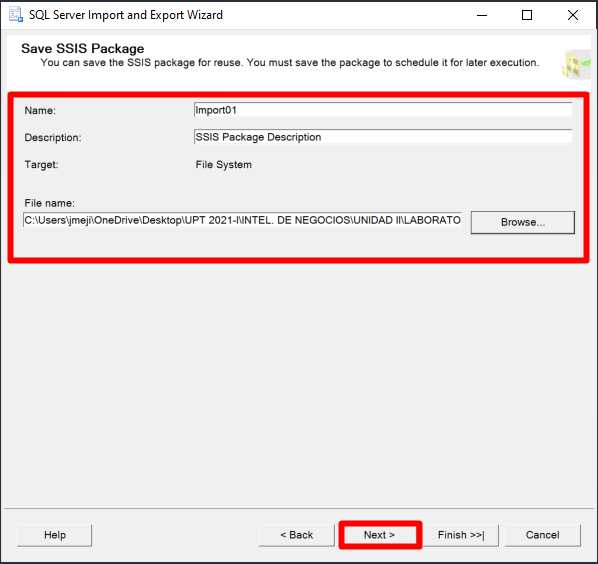 SQL Server Import and Export Wizard
Save SSIS Package
You can save the SSIS package for reuse. You must save the package to schedule it for later execution.
Name: Import01
Description: SSIS Package Description
Target: File System
File name:
C:\Users\jmeji\OneDrive\Desktop\UPT 2021-I\INTEL. DE NEGOCIOS\UNIDAD II\LABORATO Browse...
Help < Back Next > Finish >>| Cancel